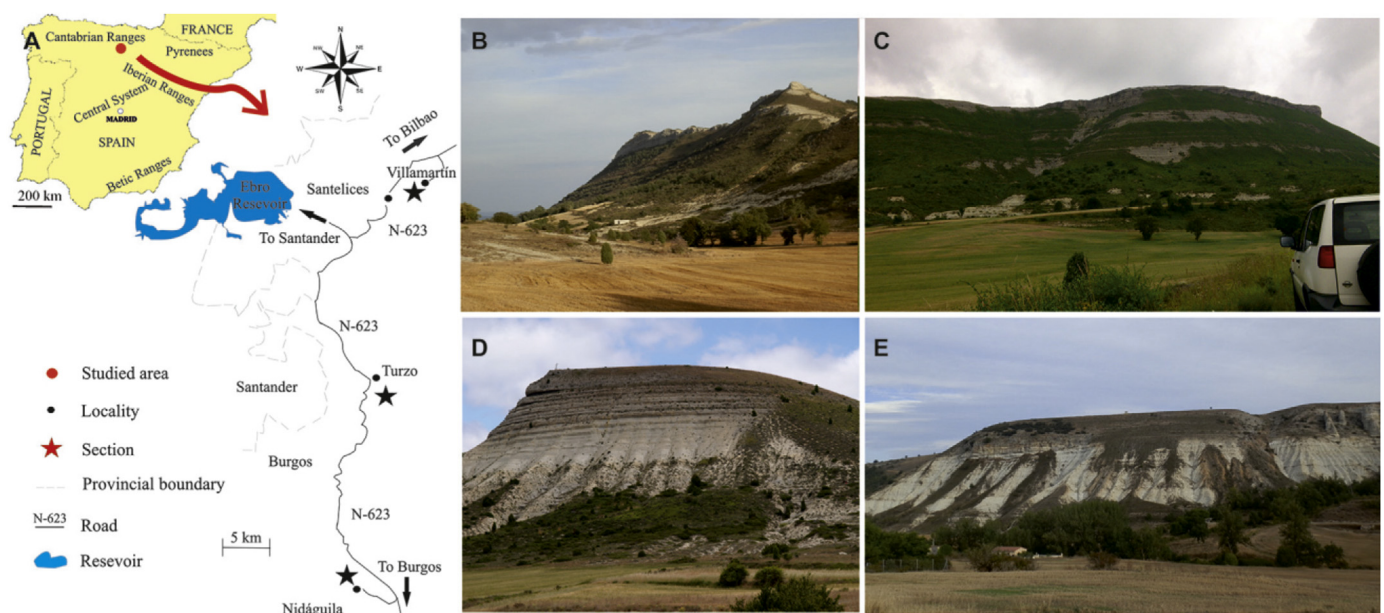 A
FRANCE
Cantabrian Ranges
Pyrenees
Iberian Ranges
Central System
MADRID
PORTUGAL
SPAIN
Betic Ranges
200 km
N
NW
NE
W
E
SW
SE
S
To Bilbao
Villamartín
Santelices
Ebro
Resevoir
N-623
To Santander
N-623
Turzo
Santander
Burgos
N-623
5 km
To Burgos
Nidáguila
Studied area
Locality
Section
Provincial boundary
N-623
Road
Resevoir
B
C
D
E